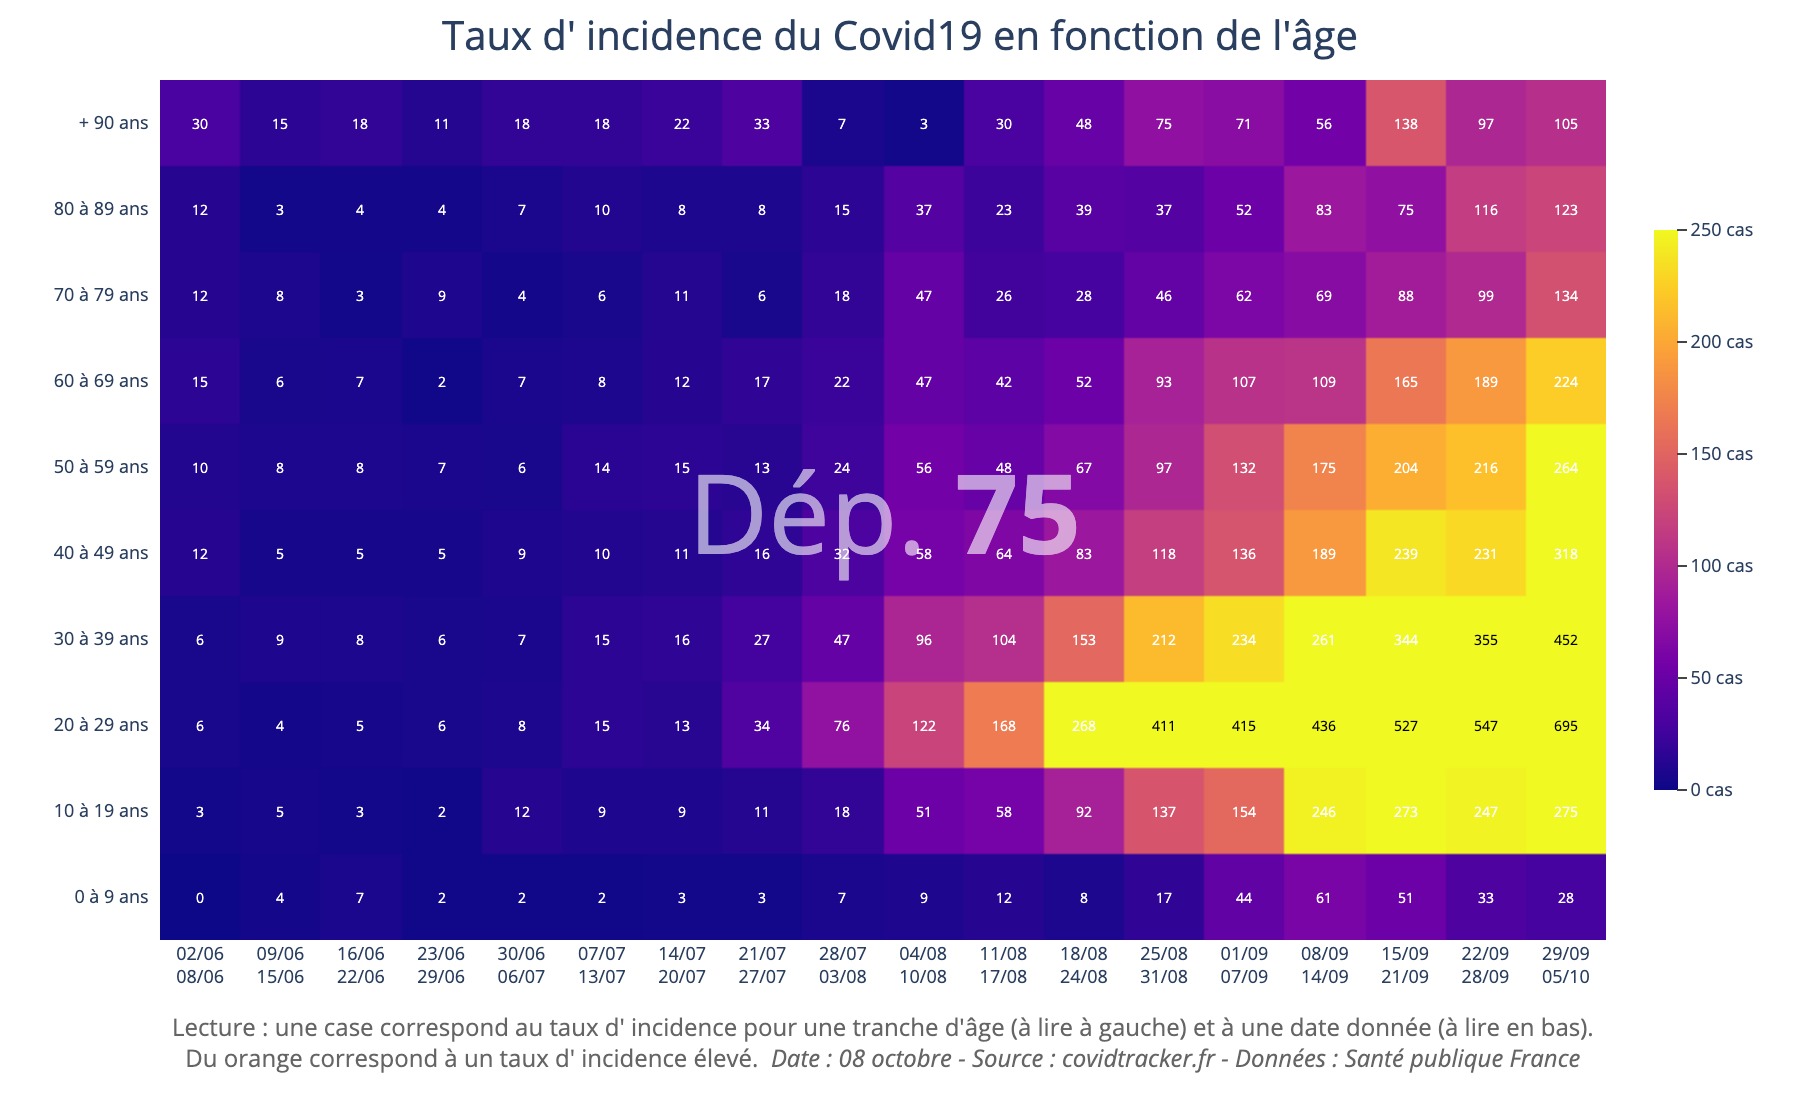 Taux d' incidence du Covid19 en fonction de l'âge
+ 90 ans 30 15 18 11 18 18 22 33 7 3 30 48 75 71 56 138 97 105
80 à 89 ans 12 3 4 4 7 10 8 8 15 37 23 39 37 52 83 75 116 123
250 cas
70 à 79 ans 12 8 3 9 4 6 11 6 18 47 26 28 46 62 69 88 99 134
200 cas
60 à 69 ans 15 6 7 2 7 8 12 17 22 47 42 52 93 107 109 165 189 224
150 cas
50 à 59 ans 10 8 8 7 6 14 15 13 24 56 48 67 97 132 175 204 216 264
Dép. 75
40 à 49 ans 12 5 5 5 9 10 11 16 32 58 64 83 118 136 189 239 231 318
100 cas
30 à 39 ans 6 9 8 6 7 15 16 27 47 96 104 153 212 234 261 344 355 452
50 cas
20 à 29 ans 6 4 5 6 8 15 13 34 76 122 168 268 411 415 436 527 547 695
0 cas
10 à 19 ans 3 5 3 2 12 9 9 11 18 51 58 92 137 154 246 273 247 275
0 à 9 ans 0 4 7 2 2 2 3 3 7 9 12 8 17 44 61 51 33 28
02/06 09/06 16/06 23/06 30/06 07/07 14/07 21/07 28/07 04/08 11/08 18/08 25/08 01/09 08/09 15/09 22/09 29/09
08/06 15/06 22/06 29/06 06/07 13/07 20/07 27/07 03/08 10/08 17/08 24/08 31/08 07/09 14/09 21/09 28/09 05/10
Lecture : une case correspond au taux d' incidence pour une tranche d'âge (à lire à gauche) et à une date donnée (à lire en bas).
Du orange correspond à un taux d' incidence élevé. Date : 08 octobre - Source : covidtracker.fr - Données : Santé publique France